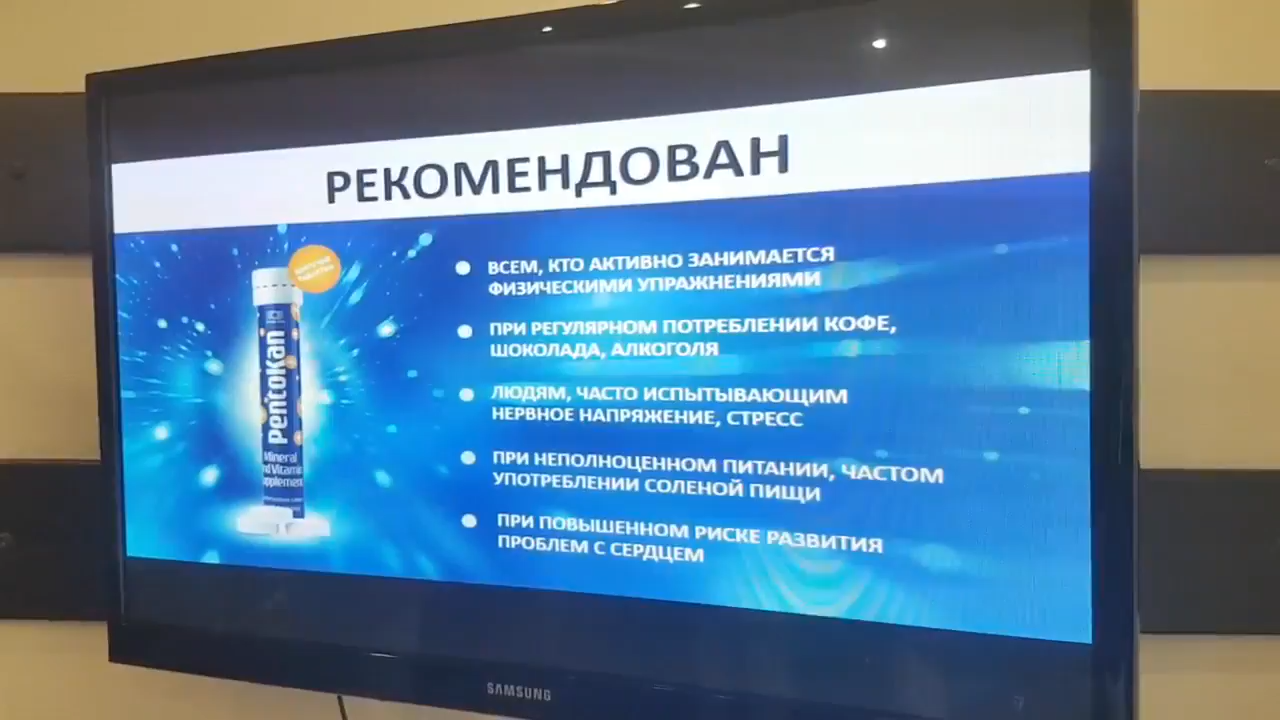 РЕКОМЕНДОВАН
ВСЕМ, КТО АКТИВНО ЗАНИМАЕТСЯ
ФИЗИЧЕСКИМИ УПРАЖНЕНИЯМИ
ПРИ РЕГУЛЯРНОМ ПОТРЕБЛЕНИИ КОФЕ,
ШОКОЛАДА, АЛКОГОЛЯ
ЛЮДЯМ, ЧАСТО ИСПЫТЫВАЮЩИМ
НЕРВНОЕ НАПРЯЖЕНИЕ, СТРЕСС
ПРИ НЕПОЛНОЦЕННОМ ПИТАНИИ, ЧАСТОМ
УПОТРЕБЛЕНИИ СОЛЕНОЙ ПИЩИ
ПРИ ПОВЫШЕННОМ РИСКЕ РАЗВИТИЯ
ПРОБЛЕМ С СЕРДЦЕМ
PentoKan
Mineral
nd Vitamin
upplement
SAMSUNG